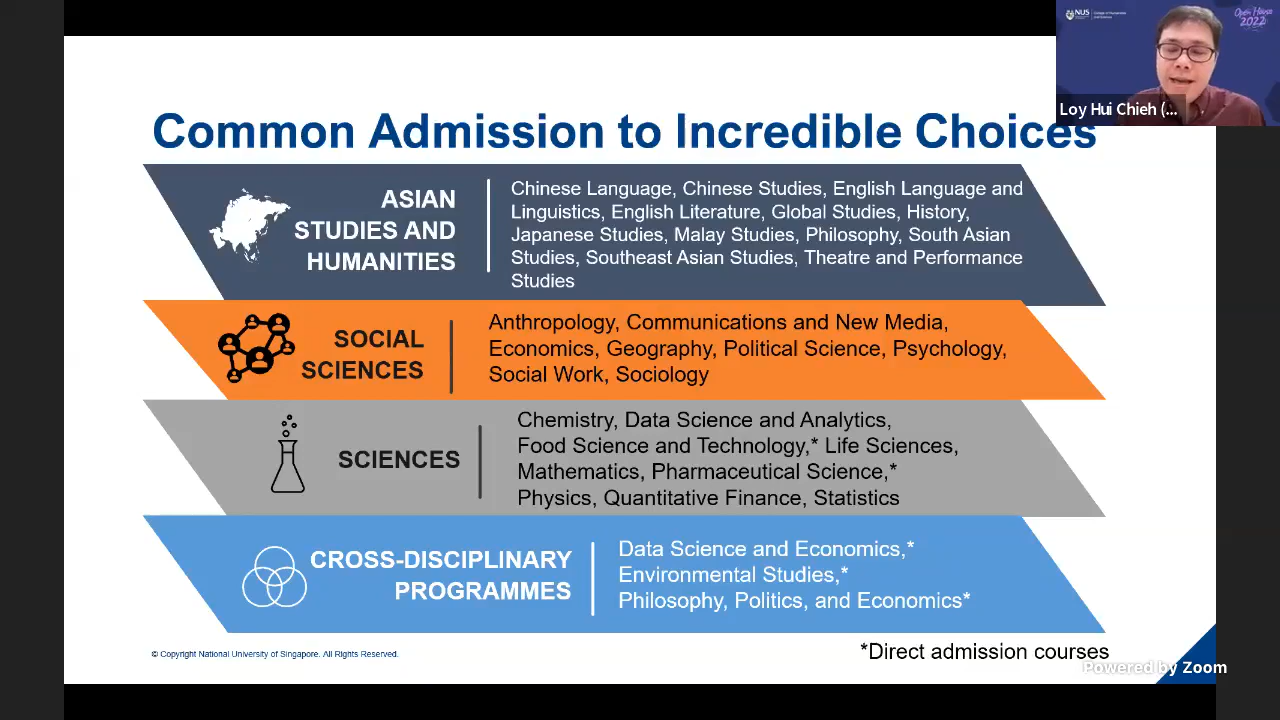 NUS
Open House
2022
Loy Hui Chieh (...
Common Admission to Incredible Choices
ASIAN
STUDIES AND
HUMANITIES
Chinese Language, Chinese Studies, English Language and
Linguistics, English Literature, Global Studies, History,
Japanese Studies, Malay Studies, Philosophy, South Asian
Studies, Southeast Asian Studies, Theatre and Performance
Studies
SOCIAL
SCIENCES
Anthropology, Communications and New Media,
Economics, Geography, Political Science, Psychology,
Social Work, Sociology
SCIENCES
Chemistry, Data Science and Analytics,
Food Science and Technology,* Life Sciences,
Mathematics, Pharmaceutical Science,*
Physics, Quantitative Finance, Statistics
CROSS-DISCIPLINARY
PROGRAMMES
Data Science and Economics,*
Environmental Studies,*
Philosophy, Politics, and Economics*
© Copyright National University of Singapore. All Rights Reserved.
*Direct admission courses
Powered by Zoom